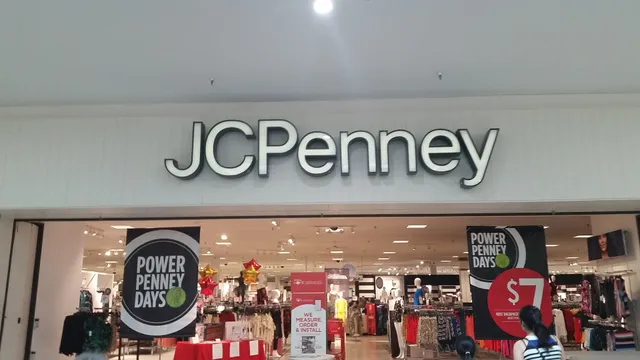 JCPenney
POWER
PENNEY
DAYS
POWER
PENNEY
DAYS
$7
WE
MEASURE
ORDER
& INSTALL